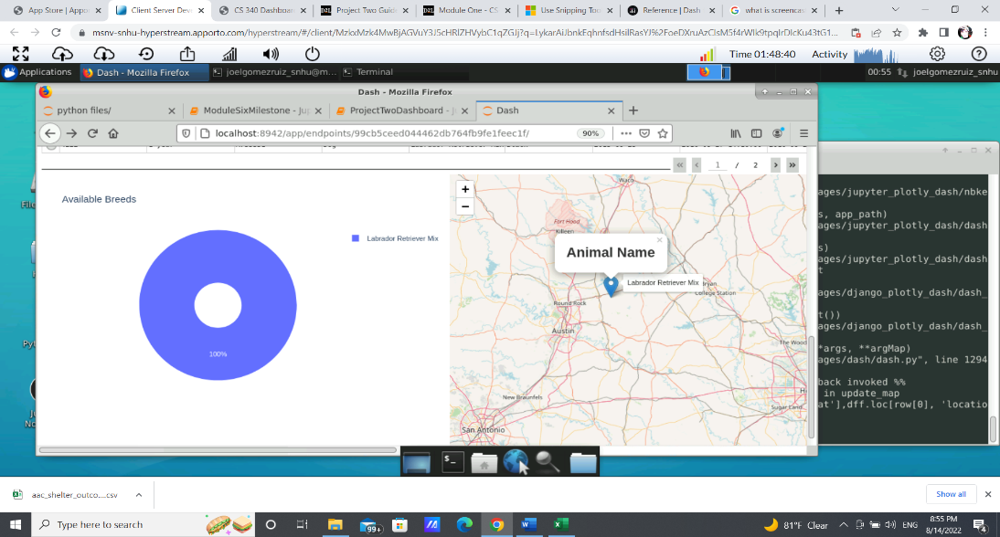 App Store | Appo
Client Server Dev
CS 340 Dashboard
Project Two Guid
Module One - CS
Use Snipping Too
Reference | Dash
what is screencas
msnv-snhu-hyperstream.apporto.com/hyperstream/#/client/
Time 01:48:40
Activity
Applications
Dash - Mozilla Firefox
joelgomezruiz_snhu@m...
Terminal
00:55
joelgomezruiz_snhu
Dash - Mozilla Firefox
python files/
ModuleSixMilestone - Jup
ProjectTwoDashboard - J
Dash
localhost:8942/app/endpoints/99cb5ceed044462db764fb9fe1feec1f/
90%
1 / 2
Available Breeds
Labrador Retriever Mix
100%
+
−
Waco
Fort Hood
Killeen
Animal Name
×
Labrador Retriever Mix
ryan
College Station
Round Rock
Austin
The Wood
New Braunfels
Sugar Land
San Antonio
ages/jupyter_plotly_dash/nbke
s, app_path)
ages/jupyter_plotly_dash/dash
s)
ages/jupyter_plotly_dash/dash
t
ages/django_plotly_dash/dash_
t())
ages/django_plotly_dash/dash_
*args, **argMap)
ages/dash/dash.py", line 1294
back invoked %%
in update_map
at'],dff.loc[row[0], 'locatio
aac_shelter_outco....csv
Show all
Type here to search
99+
81°F Clear
ENG
8:55 PM
8/14/2022
4